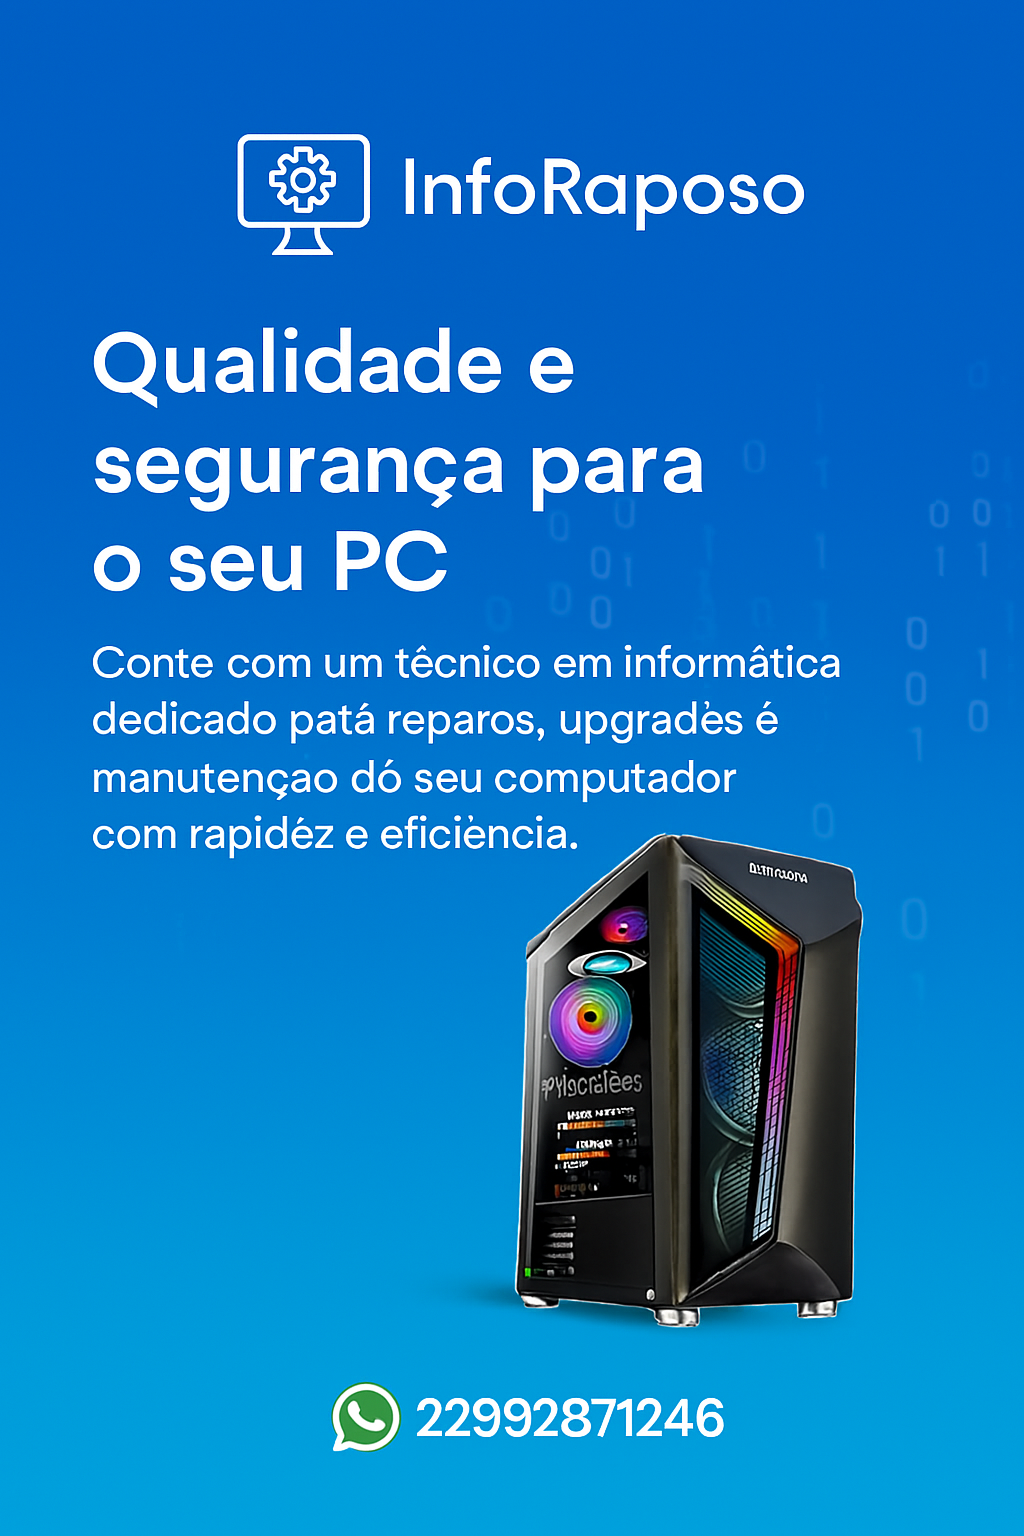 InfoRaposo
Qualidade e
segurança para
o seu PC
Conte com um têcnico em informâtica
dedicado patá reparos, upgradès é
manutençao dó seu computador
com rapidéz e eficiència.
22992871246